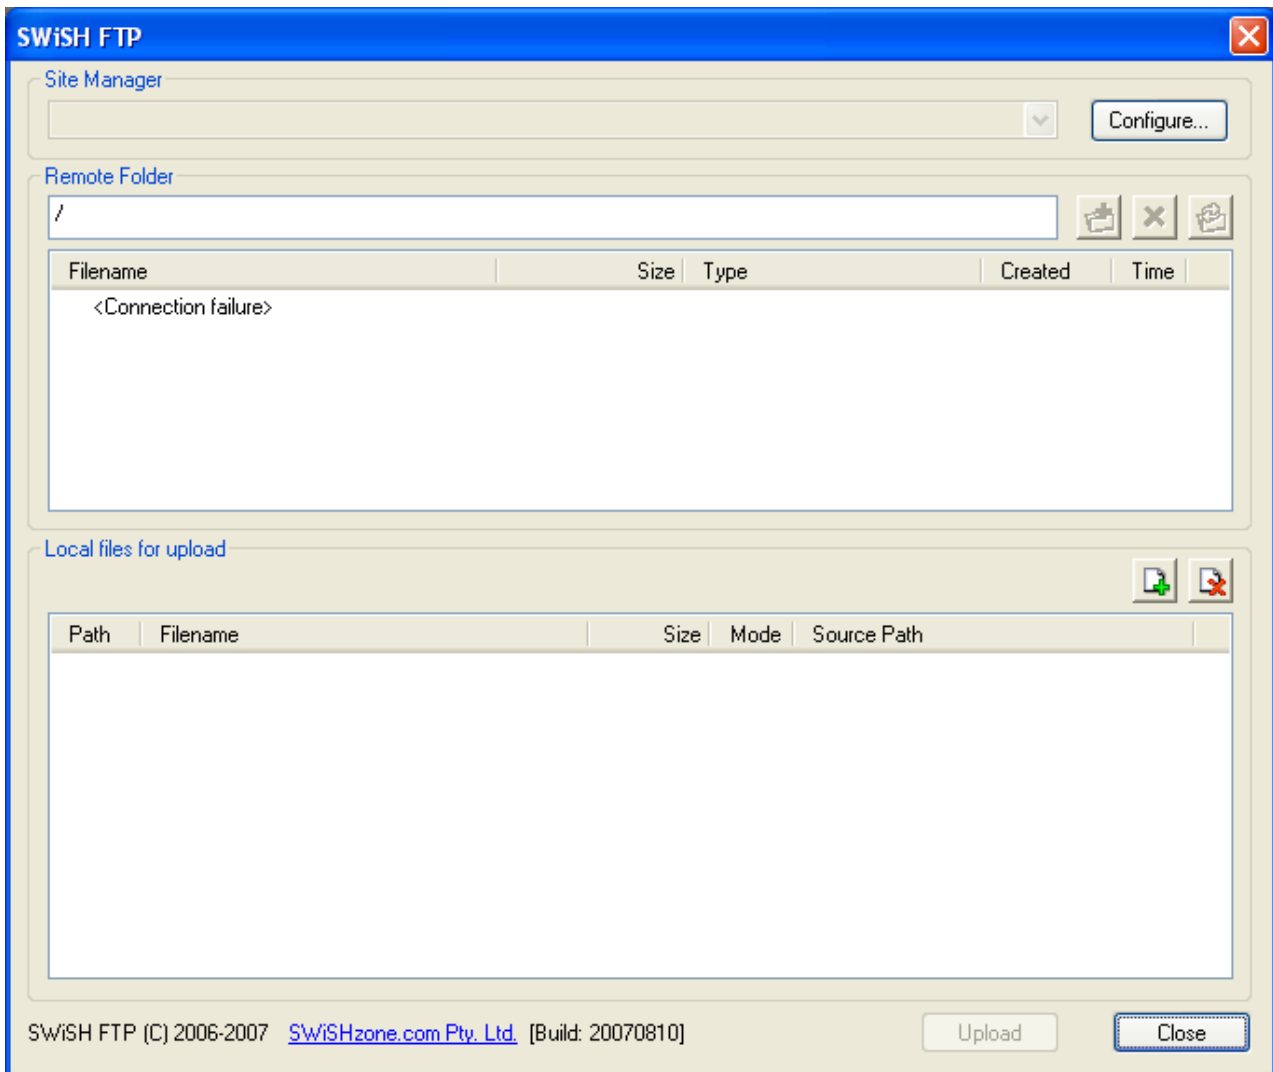 SWiSH FTP
Site Manager
Configure...
Remote Folder
/
Filename Size Type Created Time
<Connection failure>
Local files for upload
Path Filename Size Mode Source Path
SWiSH FTP (C) 2006-2007 SWiSHzone.com Pty. Ltd. [Build: 20070810] Upload Close